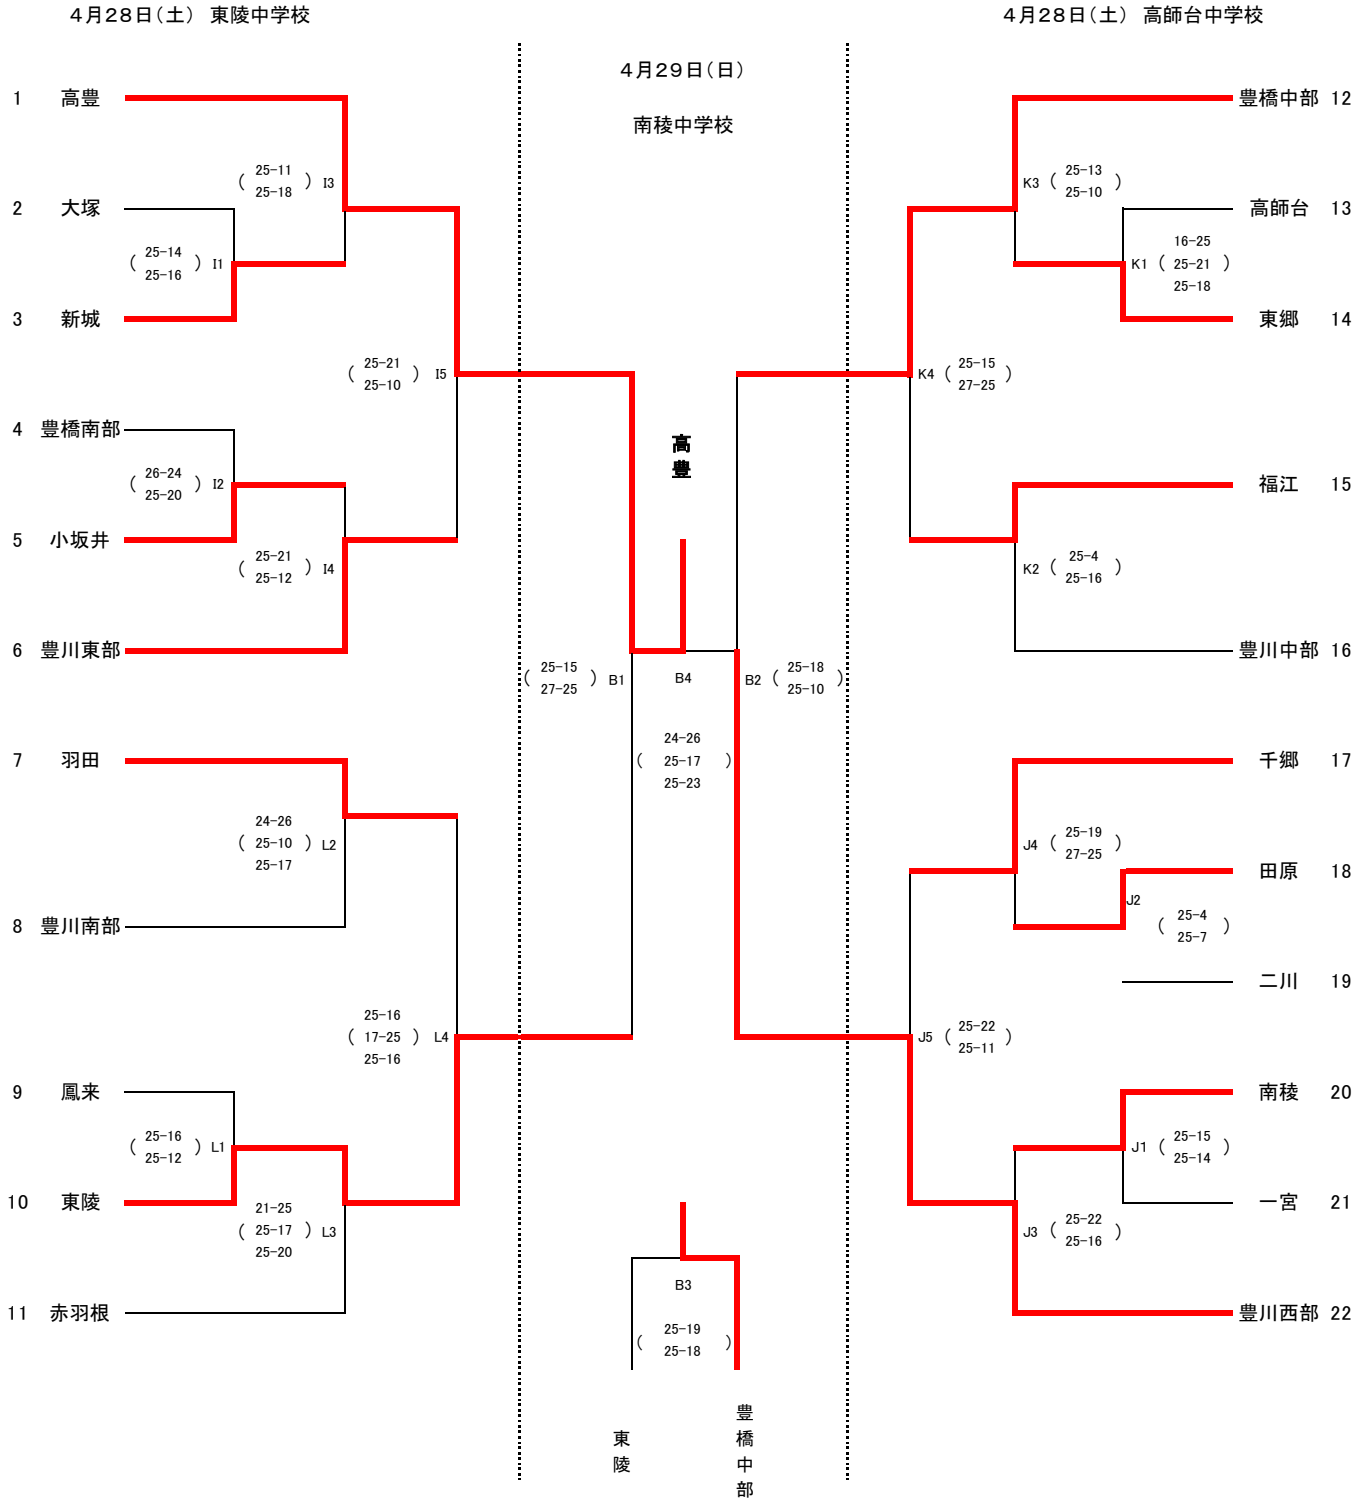 4月28日(土) 東陵中学校
4月29日(日)
南稜中学校
4月28日(土) 高師台中学校
1 高豊
2 大塚
3 新城
4 豊橋南部
5 小坂井
6 豊川東部
7 羽田
8 豊川南部
9 鳳来
10 東陵
11 赤羽根
( 25-11
25-18 ) I3
( 25-14
25-16 ) I1
( 25-21
25-10 ) I5
( 26-24
25-20 ) I2
( 25-21
25-12 ) I4
( 24-26
25-10
25-17 ) L2
( 25-16
17-25
25-16 ) L4
( 25-16
25-12 ) L1
( 21-25
25-17
25-20 ) L3
高豊
( 25-15
27-25 ) B1
B4
( 24-26
25-17
25-23 )
B2 ( 25-18
25-10 )
B3
( 25-19
25-18 )
東陵
豊橋中部
豊橋中部 12
高師台 13
東郷 14
福江 15
豊川中部 16
千郷 17
田原 18
二川 19
南稜 20
一宮 21
豊川西部 22
K3 ( 25-13
25-10 )
K1 ( 16-25
25-21
25-18 )
K4 ( 25-15
27-25 )
K2 ( 25-4
25-16 )
J4 ( 25-19
27-25 )
J2
( 25-4
25-7 )
J5 ( 25-22
25-11 )
J1 ( 25-15
25-14 )
J3 ( 25-22
25-16 )